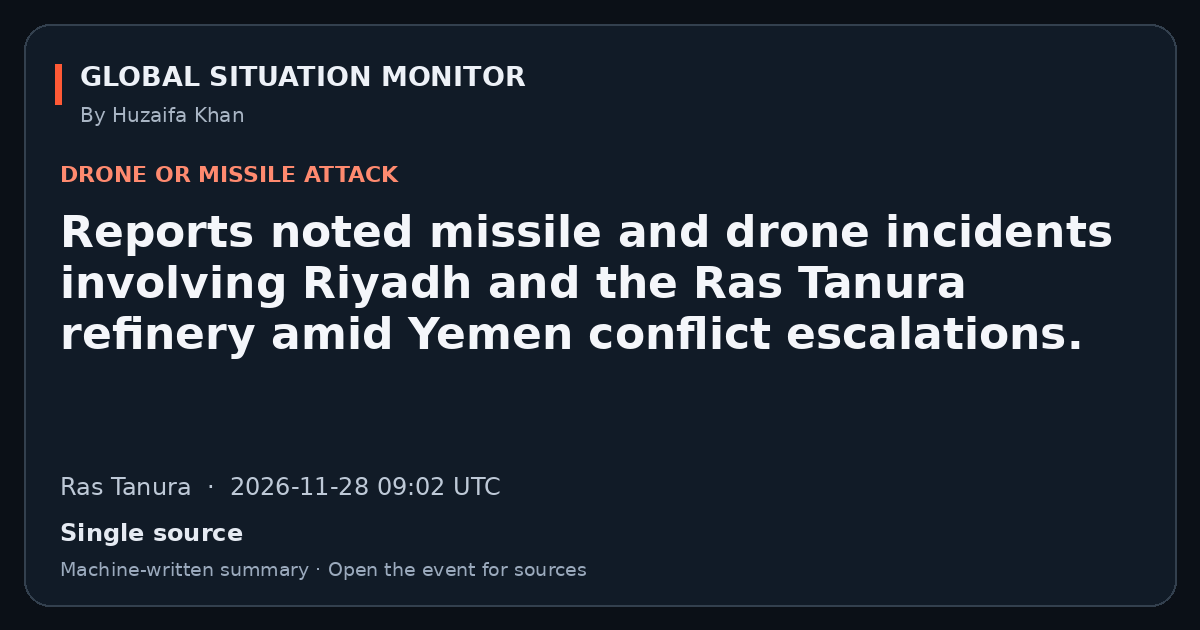 GLOBAL SITUATION MONITOR
By Huzaifa Khan
DRONE OR MISSILE ATTACK
Reports noted missile and drone incidents
involving Riyadh and the Ras Tanura
refinery amid Yemen conflict escalations.
Ras Tanura · 2026-11-28 09:02 UTC
Single source
Machine-written summary · Open the event for sources